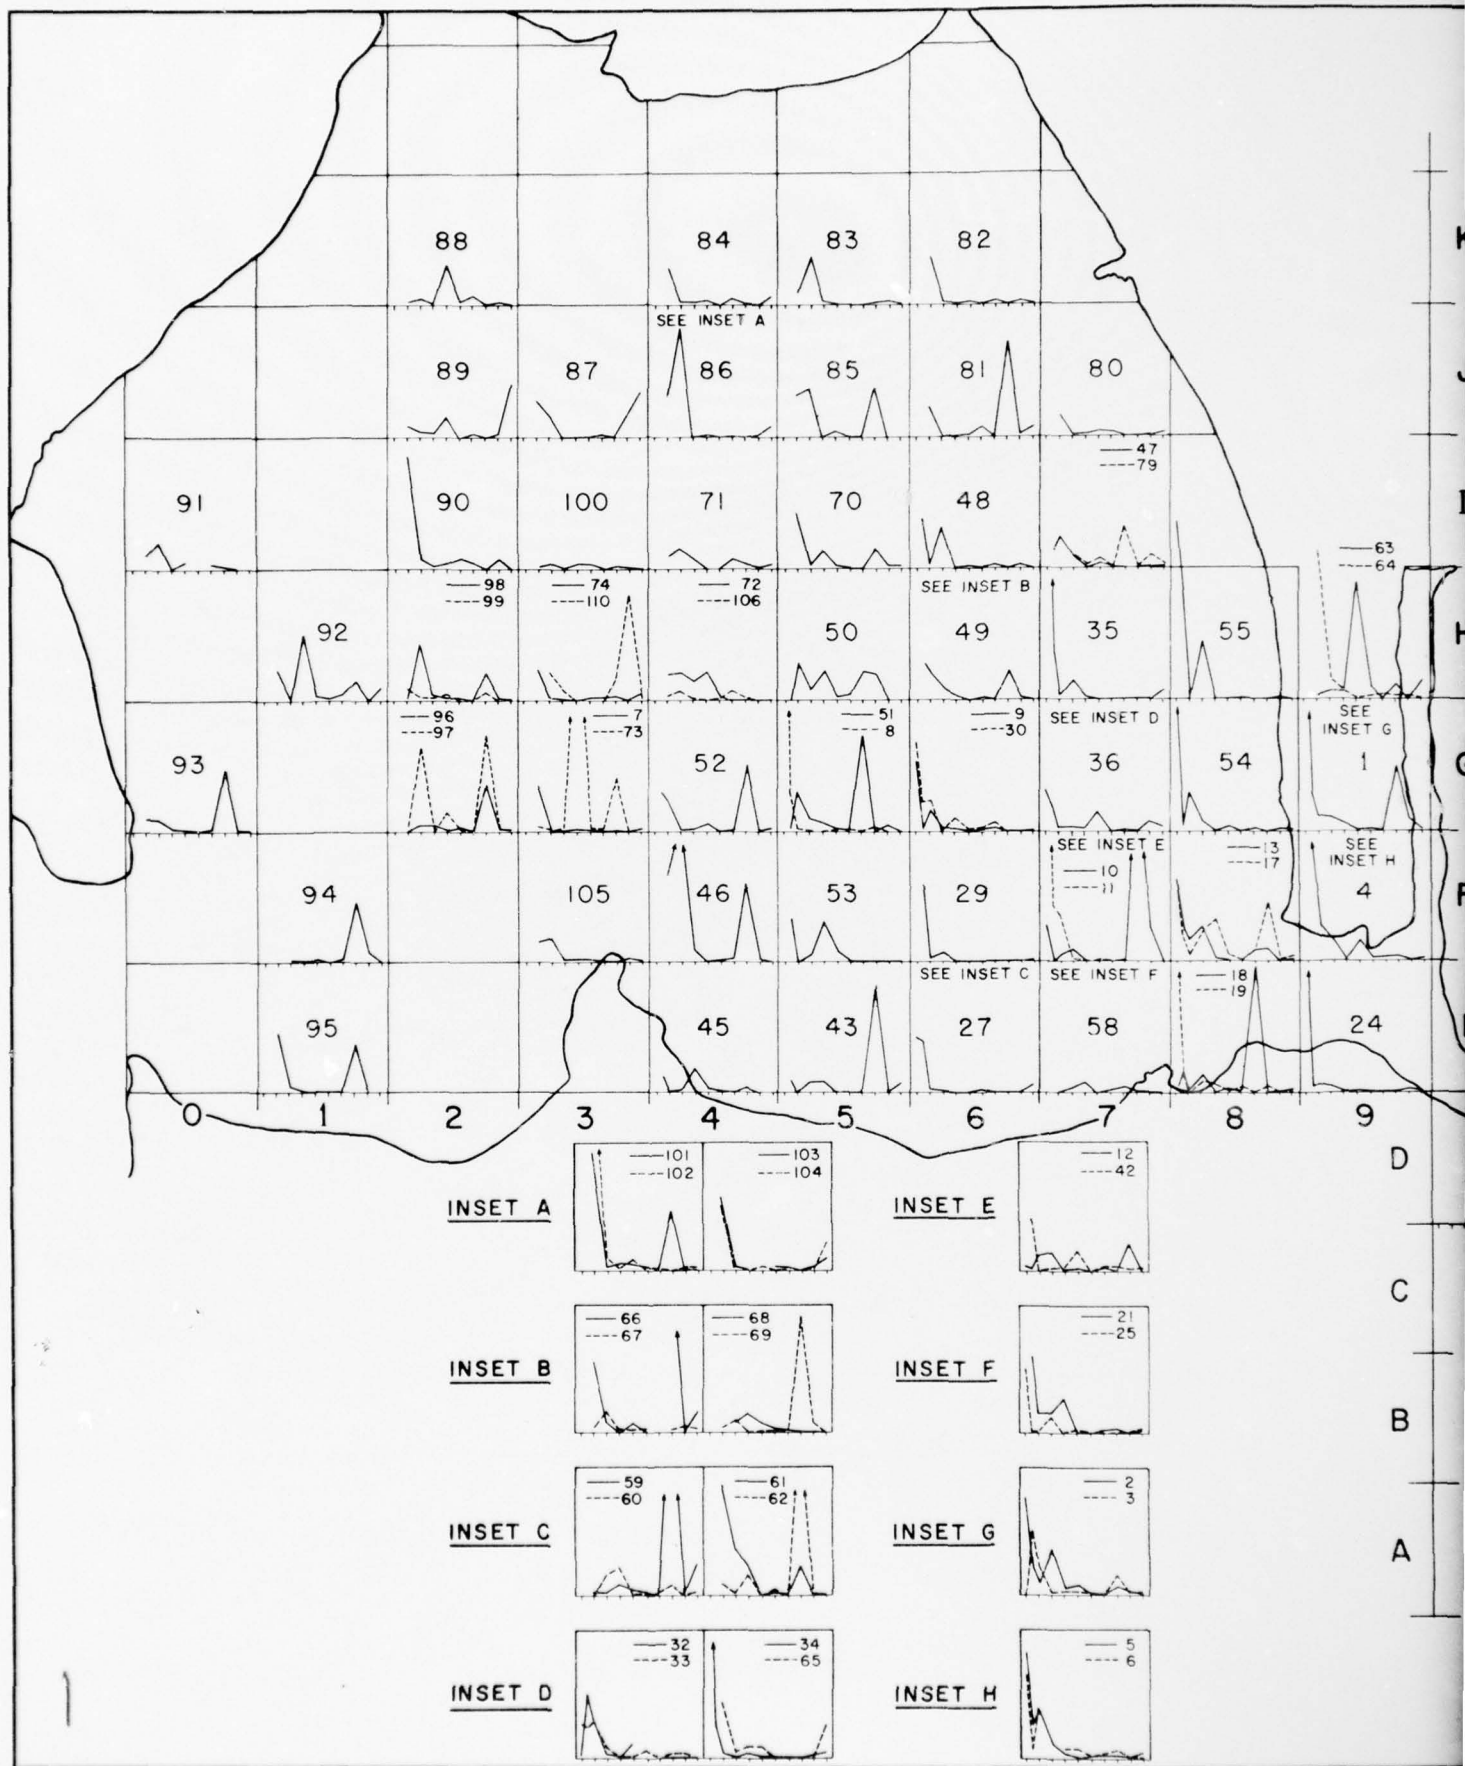 88 84 83 82 K
SEE INSET A
89 87 86 85 81 80
47
79
91 90 100 71 70 48 I
63
64
98 74 72 SEE INSET B
99 110 106
92 50 49 35 55 H
96 7 51 9 SEE INSET D SEE
97 73 8 30 INSET G
93 52 36 54 1 G
SEE INSET E SEE
13 INSET H
17
10
11
94 105 46 53 29 4
SEE INSET C SEE INSET F 18
19
95 45 43 27 58 24
0 1 2 3 4 5 6 7 8 9
D
INSET A
101 103
102 104
INSET E
12
42
C
INSET B
66 68
67 69
INSET F
21
25
B
INSET C
59 61
60 62
INSET G
2
3
A
INSET D
32 34
33 65
INSET H
5
6